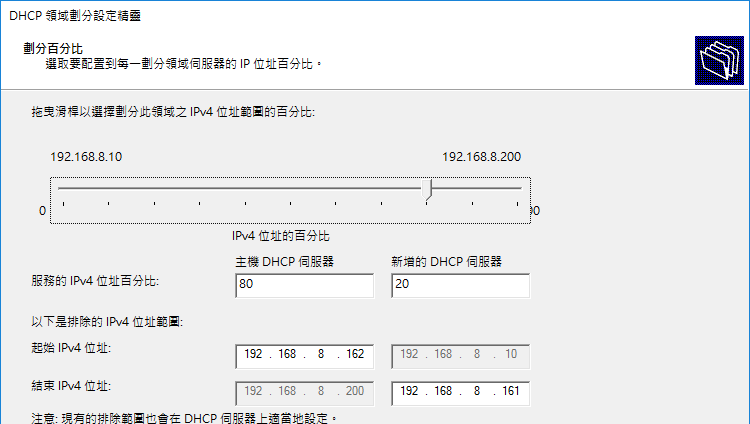 DHCP 領域劃分設定精靈
劃分百分比
選取要配置到每一劃分領域伺服器的 IP 位址百分比。
拖曳滑桿以選擇劃分此領域之 IPv4 位址範圍的百分比:
192.168.8.10 192.168.8.200
0 00
IPv4 位址的百分比
主機 DHCP 伺服器 新增的 DHCP 伺服器
服務的 IPv4 位址百分比: 80 20
以下是排除的 IPv4 位址範圍:
起始 IPv4 位址: 192 . 168 . 8 . 162 192 . 168 . 8 . 10
結束 IPv4 位址: 192 . 168 . 8 . 200 192 . 168 . 8 . 161
注意: 現有的排除範圍也會在 DHCP 伺服器上適當地設定。